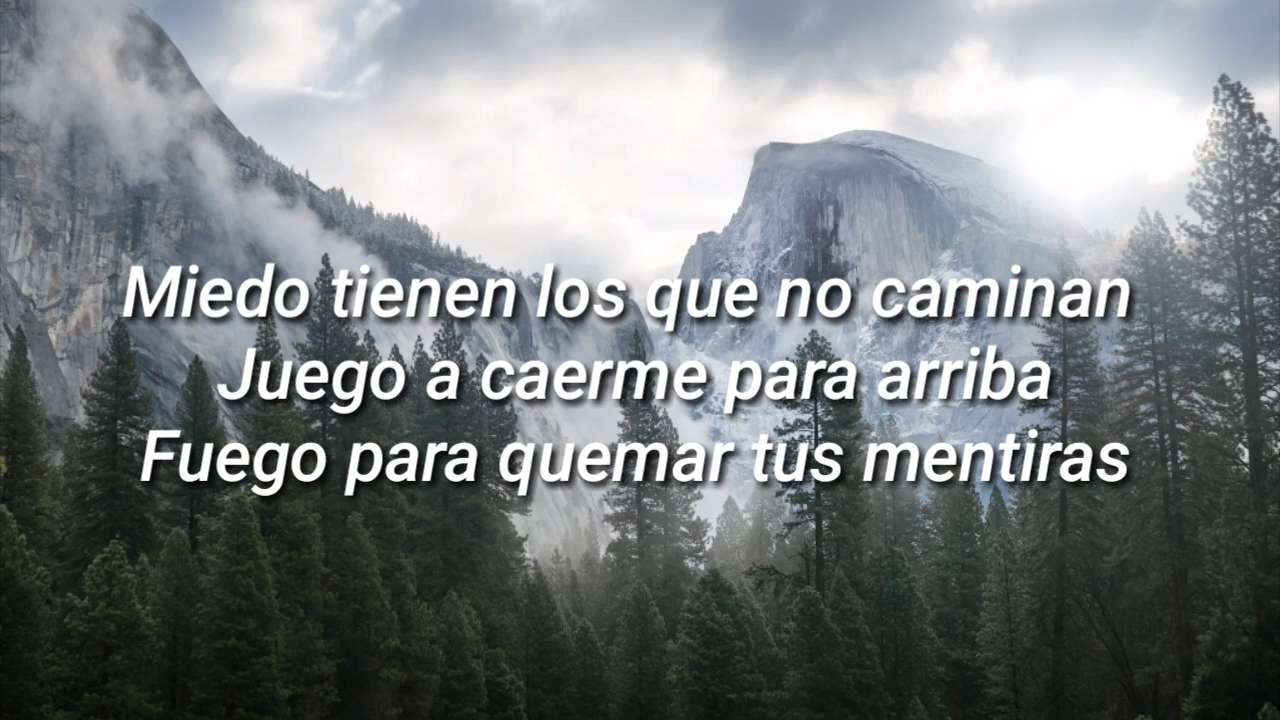 Miedo tienen los que no caminan
Juego a caerme para arriba
Fuego para quemar tus mentiras